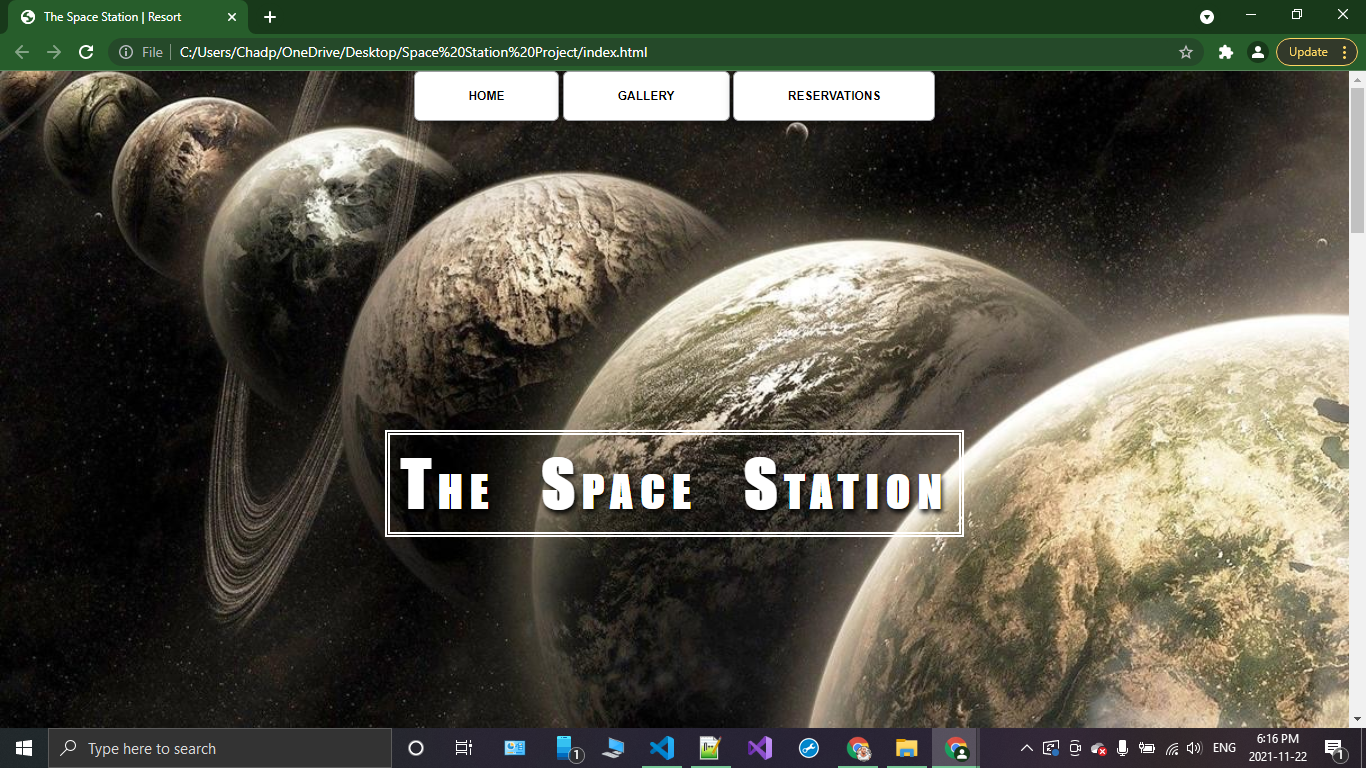 The Space Station | Resort
File
C:/Users/Chadp/OneDrive/Desktop/Space%20Station%20Project/index.html
Update
HOME
GALLERY
RESERVATIONS
The Space Station
Type here to search
1
ENG
6:16 PM
2021-11-22
1